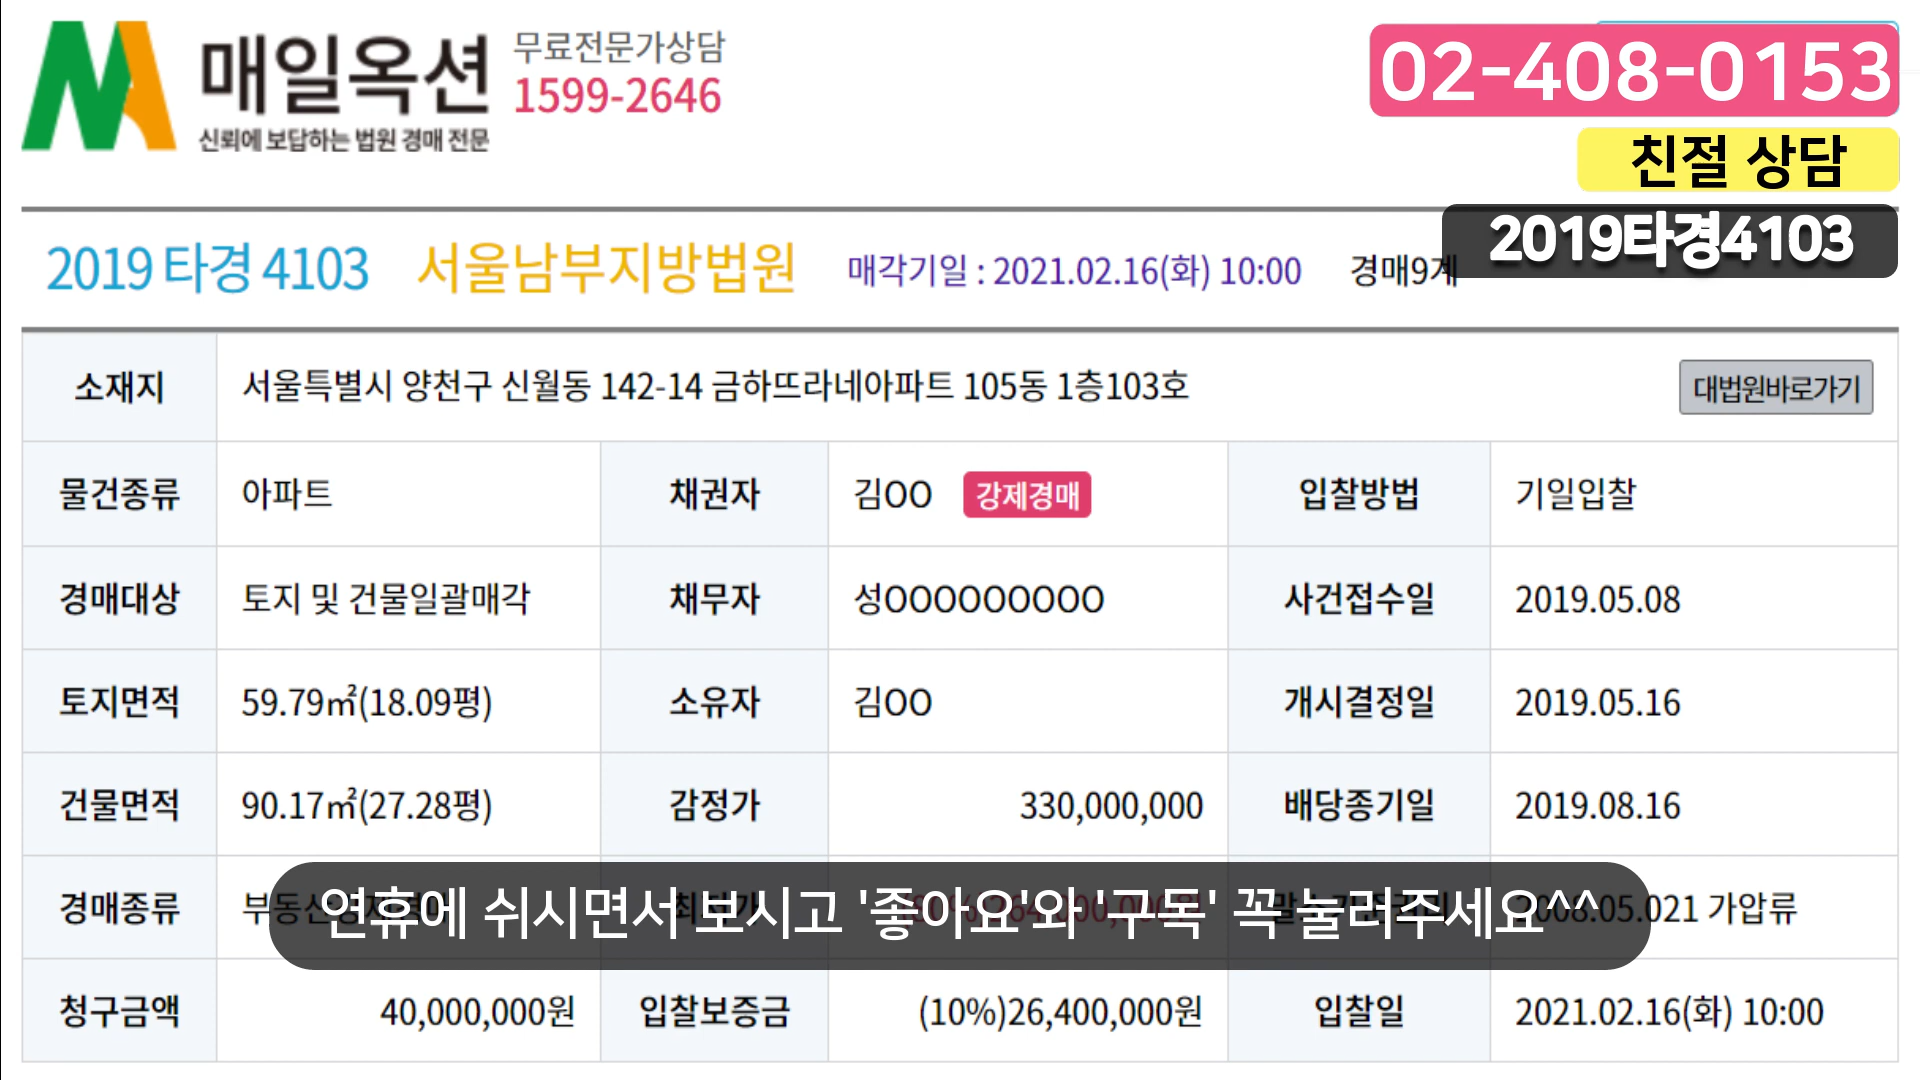 매일옥션
신뢰에 보답하는 법원 경매 전문
무료전문가상담
1599-2646
02-408-0153
친절 상담
2019타경4103
2019 타경 4103 서울남부지방법원 매각기일 : 2021.02.16(화) 10:00 경매9계
소재지 서울특별시 양천구 신월동 142-14 금하뜨라네아파트 105동 1층103호 대법원바로가기
물건종류 아파트 채권자 김OO 강제경매 입찰방법 기일입찰
경매대상 토지 및 건물일괄매각 채무자 성OOOOOOOOO 사건접수일 2019.05.08
토지면적 59.79㎡(18.09평) 소유자 김OO 개시결정일 2019.05.16
건물면적 90.17㎡(27.28평) 감정가 330,000,000 배당종기일 2019.08.16
경매종류 가압류
연휴에 쉬시면서 보시고 '좋아요'와 '구독' 꼭 눌러주세요^^
청구금액 40,000,000원 입찰보증금 (10%)26,400,000원 입찰일 2021.02.16(화) 10:00